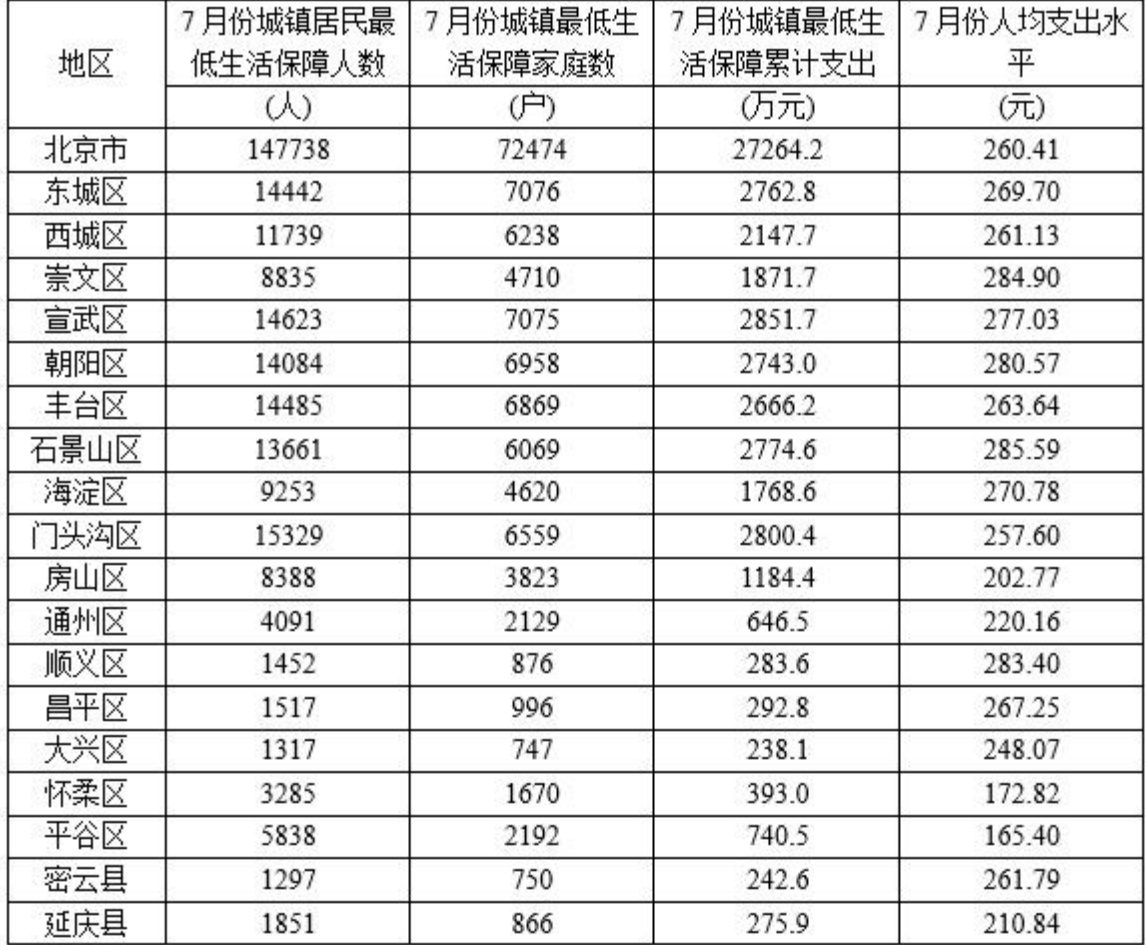 地区 7月份城镇居民最低生活保障人数 7月份城镇最低生活保障家庭数 7月份城镇最低生活保障累计支出 7月份人均支出水平
(人) (户) (万元) (元)
北京市 147738 72474 27264.2 260.41
东城区 14442 7076 2762.8 269.70
西城区 11739 6238 2147.7 261.13
崇文区 8835 4710 1871.7 284.90
宣武区 14623 7075 2851.7 277.03
朝阳区 14084 6958 2743.0 280.57
丰台区 14485 6869 2666.2 263.64
石景山区 13661 6069 2774.6 285.59
海淀区 9253 4620 1768.6 270.78
门头沟区 15329 6559 2800.4 257.60
房山区 8388 3823 1184.4 202.77
通州区 4091 2129 646.5 220.16
顺义区 1452 876 283.6 283.40
昌平区 1517 996 292.8 267.25
大兴区 1317 747 238.1 248.07
怀柔区 3285 1670 393.0 172.82
平谷区 5838 2192 740.5 165.40
密云县 1297 750 242.6 261.79
延庆县 1851 866 275.9 210.84